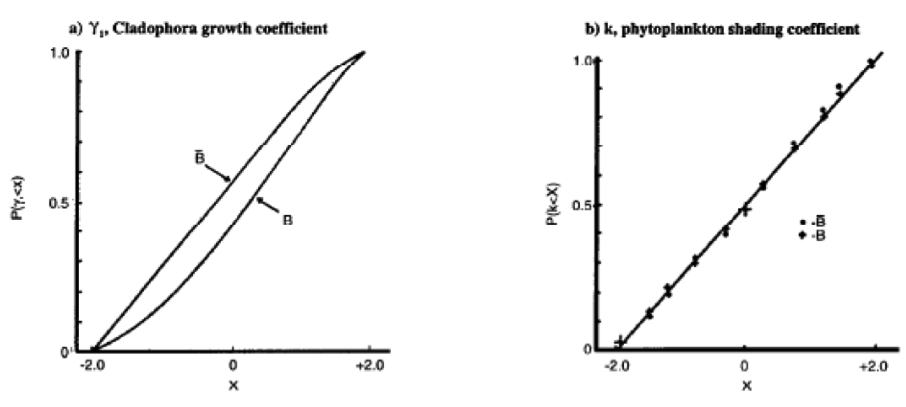 a) γ₁, Cladophora growth coefficient
1.0
B̄
0.5
B
P(γ,<x)
0
-2.0
0
+2.0
X
b) k, phytoplankton shading coefficient
1.0
0.5
P(k<X)
-B̄
-B
0
-2.0
0
+2.0
X